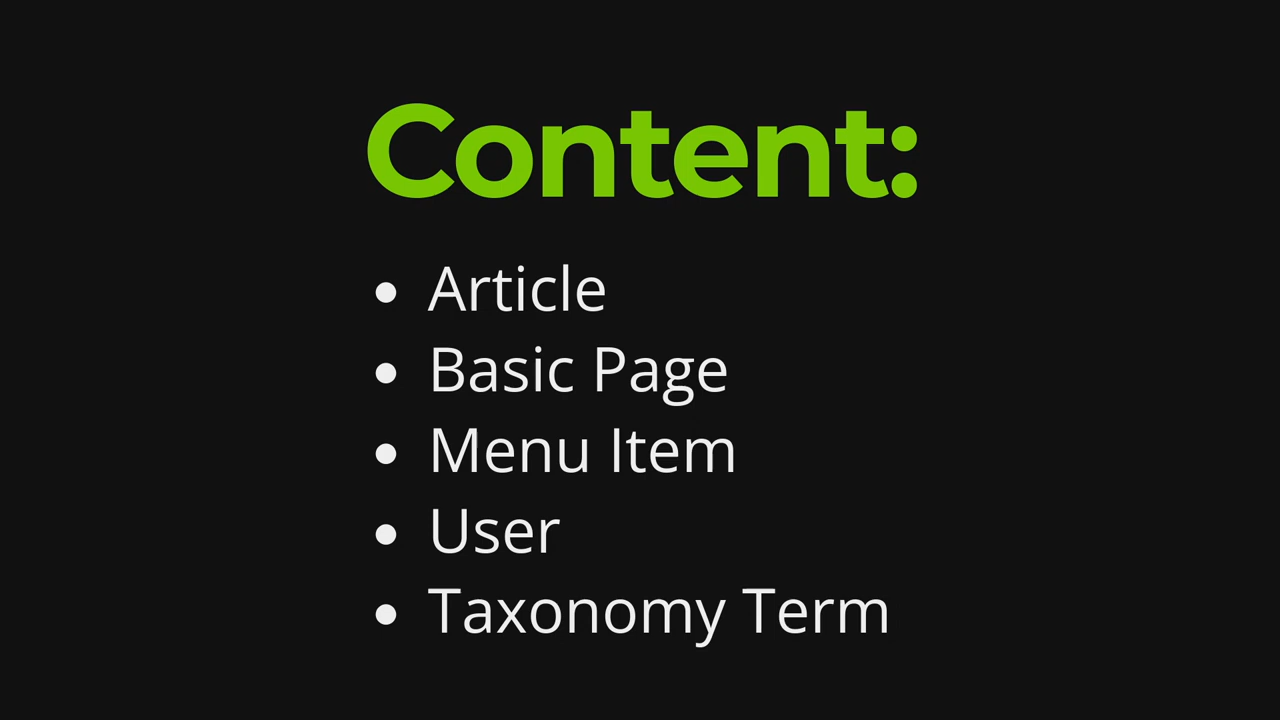 Content:
• Article
• Basic Page
• Menu Item
• User
• Taxonomy Term